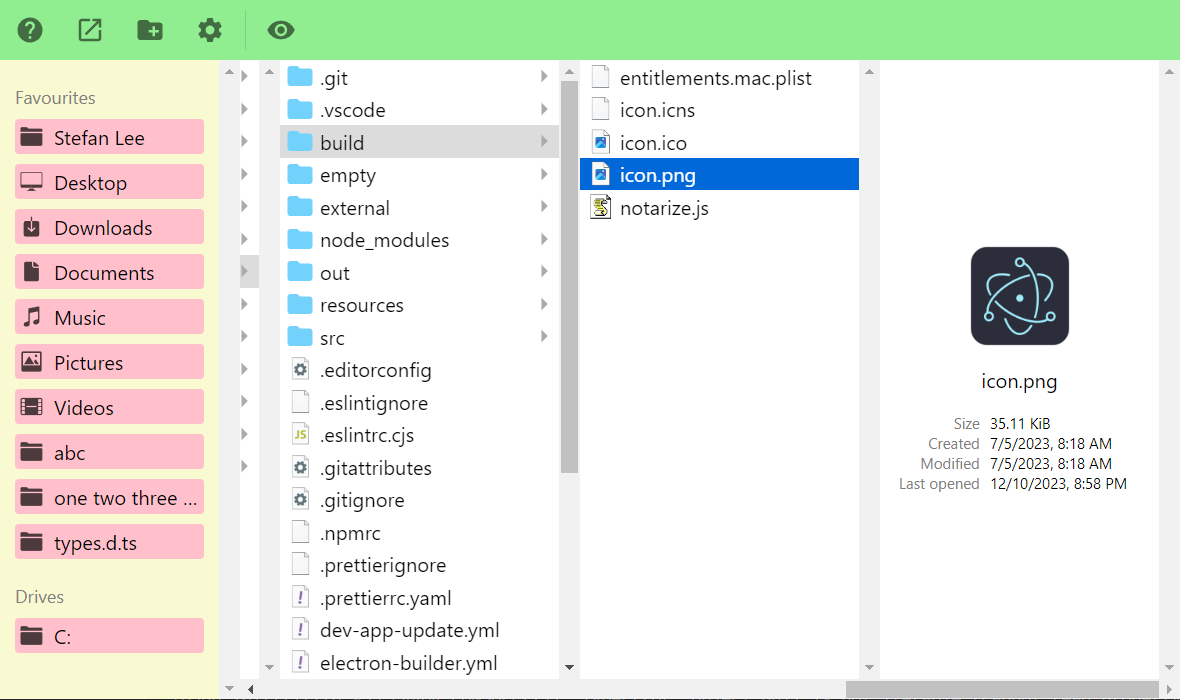 Favourites
Stefan Lee
Desktop
Downloads
Documents
Music
Pictures
Videos
abc
one two three ...
types.d.ts
Drives
C:
.git
.vscode
build
empty
external
node_modules
out
resources
src
.editorconfig
.eslintignore
JS
.eslintrc.cjs
.gitattributes
.gitignore
.npmrc
.prettierignore
.prettierrc.yaml
dev-app-update.yml
electron-builder.yml
entitlements.mac.plist
icon.icns
icon.ico
icon.png
notarize.js
icon.png
Size 35.11 KiB
Created 7/5/2023, 8:18 AM
Modified 7/5/2023, 8:18 AM
Last opened 12/10/2023, 8:58 PM